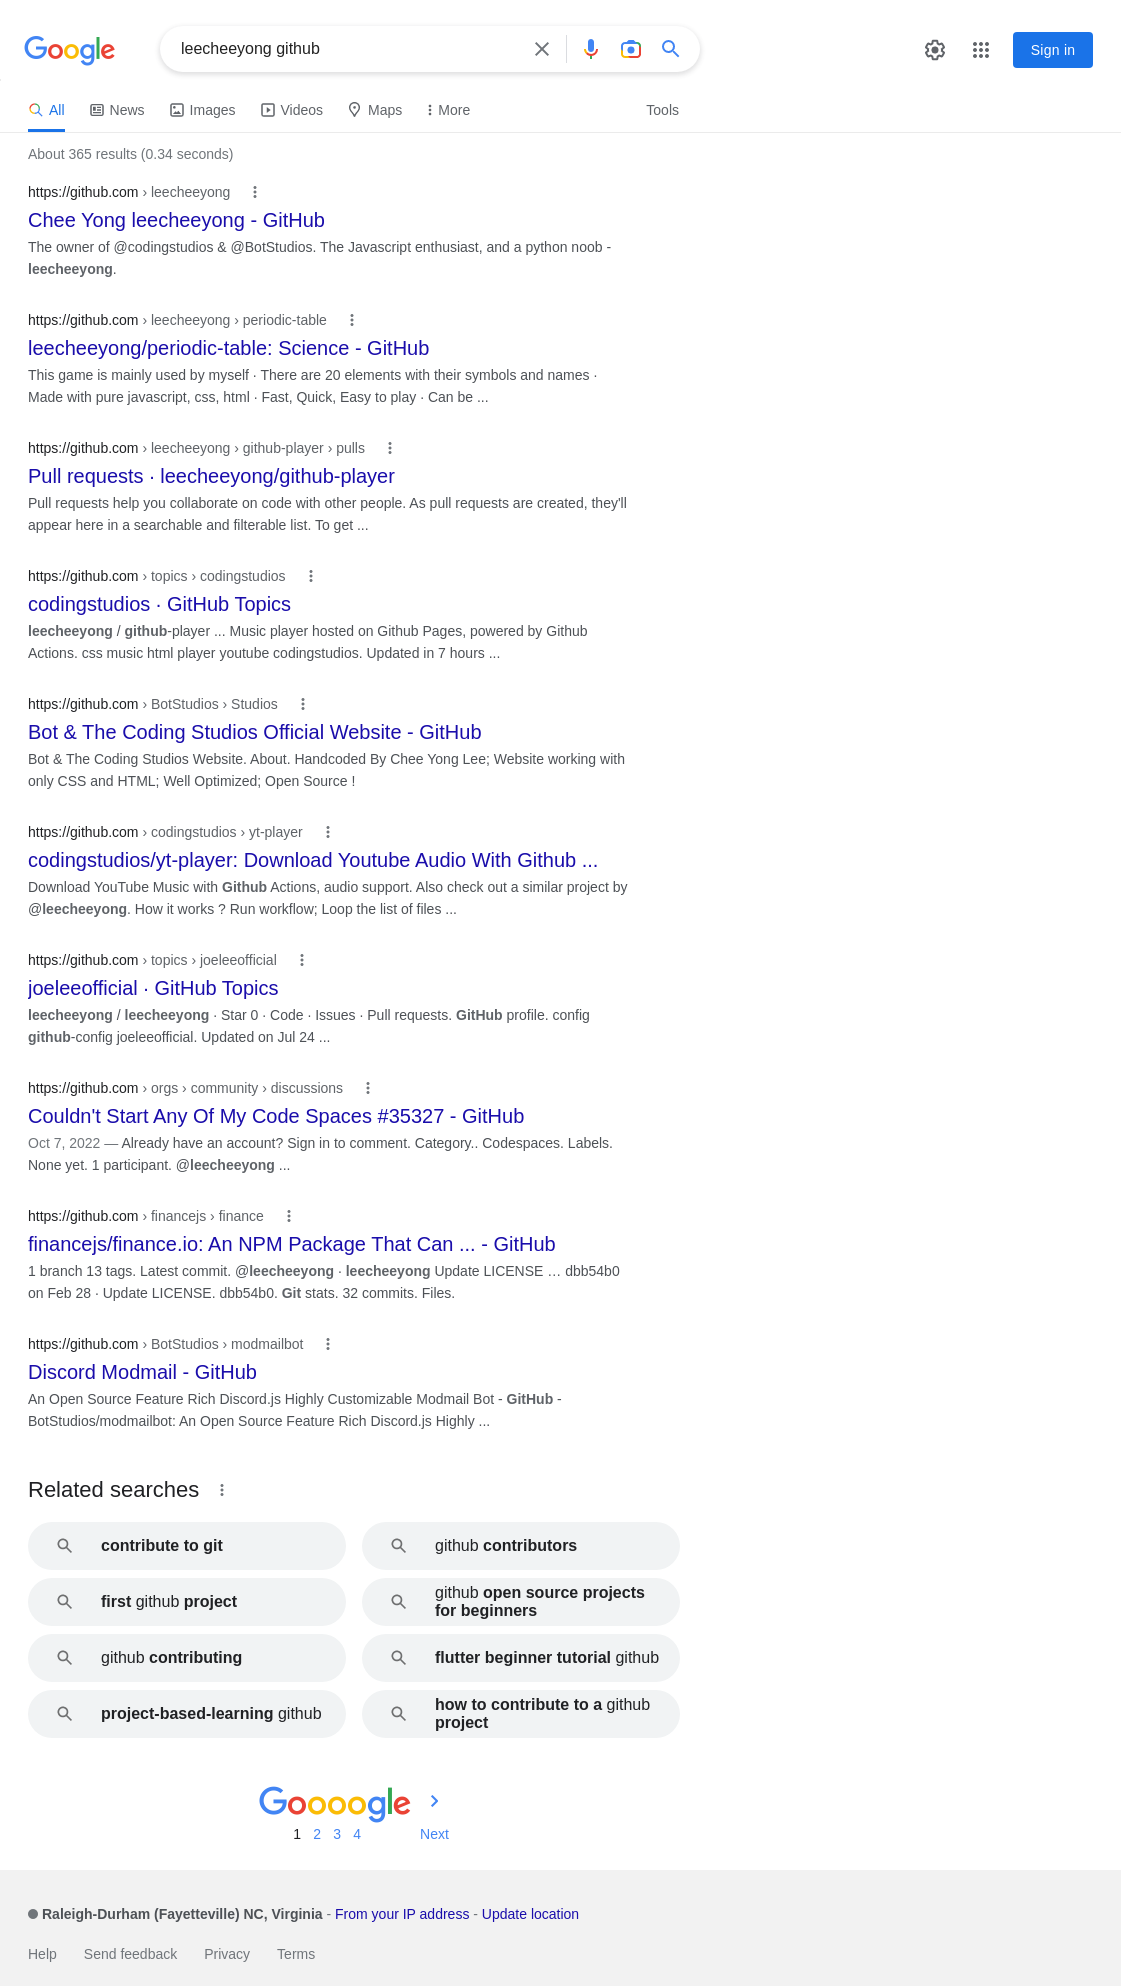 Google
leecheeyong github
Sign in
All News Images Videos Maps More Tools
About 365 results (0.34 seconds)
https://github.com › leecheeyong
Chee Yong leecheeyong - GitHub
The owner of @codingstudios & @BotStudios. The Javascript enthusiast, and a python noob -
leecheeyong.
https://github.com › leecheeyong › periodic-table
leecheeyong/periodic-table: Science - GitHub
This game is mainly used by myself · There are 20 elements with their symbols and names ·
Made with pure javascript, css, html · Fast, Quick, Easy to play · Can be ...
https://github.com › leecheeyong › github-player › pulls
Pull requests · leecheeyong/github-player
Pull requests help you collaborate on code with other people. As pull requests are created, they'll
appear here in a searchable and filterable list. To get ...
https://github.com › topics › codingstudios
codingstudios · GitHub Topics
leecheeyong / github-player ... Music player hosted on Github Pages, powered by Github
Actions. css music html player youtube codingstudios. Updated in 7 hours ...
https://github.com › BotStudios › Studios
Bot & The Coding Studios Official Website - GitHub
Bot & The Coding Studios Website. About. Handcoded By Chee Yong Lee; Website working with
only CSS and HTML; Well Optimized; Open Source !
https://github.com › codingstudios › yt-player
codingstudios/yt-player: Download Youtube Audio With Github ...
Download YouTube Music with Github Actions, audio support. Also check out a similar project by
@leecheeyong. How it works ? Run workflow; Loop the list of files ...
https://github.com › topics › joeleeofficial
joeleeofficial · GitHub Topics
leecheeyong / leecheeyong · Star 0 · Code · Issues · Pull requests. GitHub profile. config
github-config joeleeofficial. Updated on Jul 24 ...
https://github.com › orgs › community › discussions
Couldn't Start Any Of My Code Spaces #35327 - GitHub
Oct 7, 2022 — Already have an account? Sign in to comment. Category.. Codespaces. Labels.
None yet. 1 participant. @leecheeyong ...
https://github.com › financejs › finance
financejs/finance.io: An NPM Package That Can ... - GitHub
1 branch 13 tags. Latest commit. @leecheeyong · leecheeyong Update LICENSE … dbb54b0
on Feb 28 · Update LICENSE. dbb54b0. Git stats. 32 commits. Files.
https://github.com › BotStudios › modmailbot
Discord Modmail - GitHub
An Open Source Feature Rich Discord.js Highly Customizable Modmail Bot - GitHub -
BotStudios/modmailbot: An Open Source Feature Rich Discord.js Highly ...
Related searches
contribute to git
github contributors
first github project
github open source projects
for beginners
github contributing
flutter beginner tutorial github
project-based-learning github
how to contribute to a github
project
Goooogle
1 2 3 4 Next
Raleigh-Durham (Fayetteville) NC, Virginia - From your IP address - Update location
Help Send feedback Privacy Terms